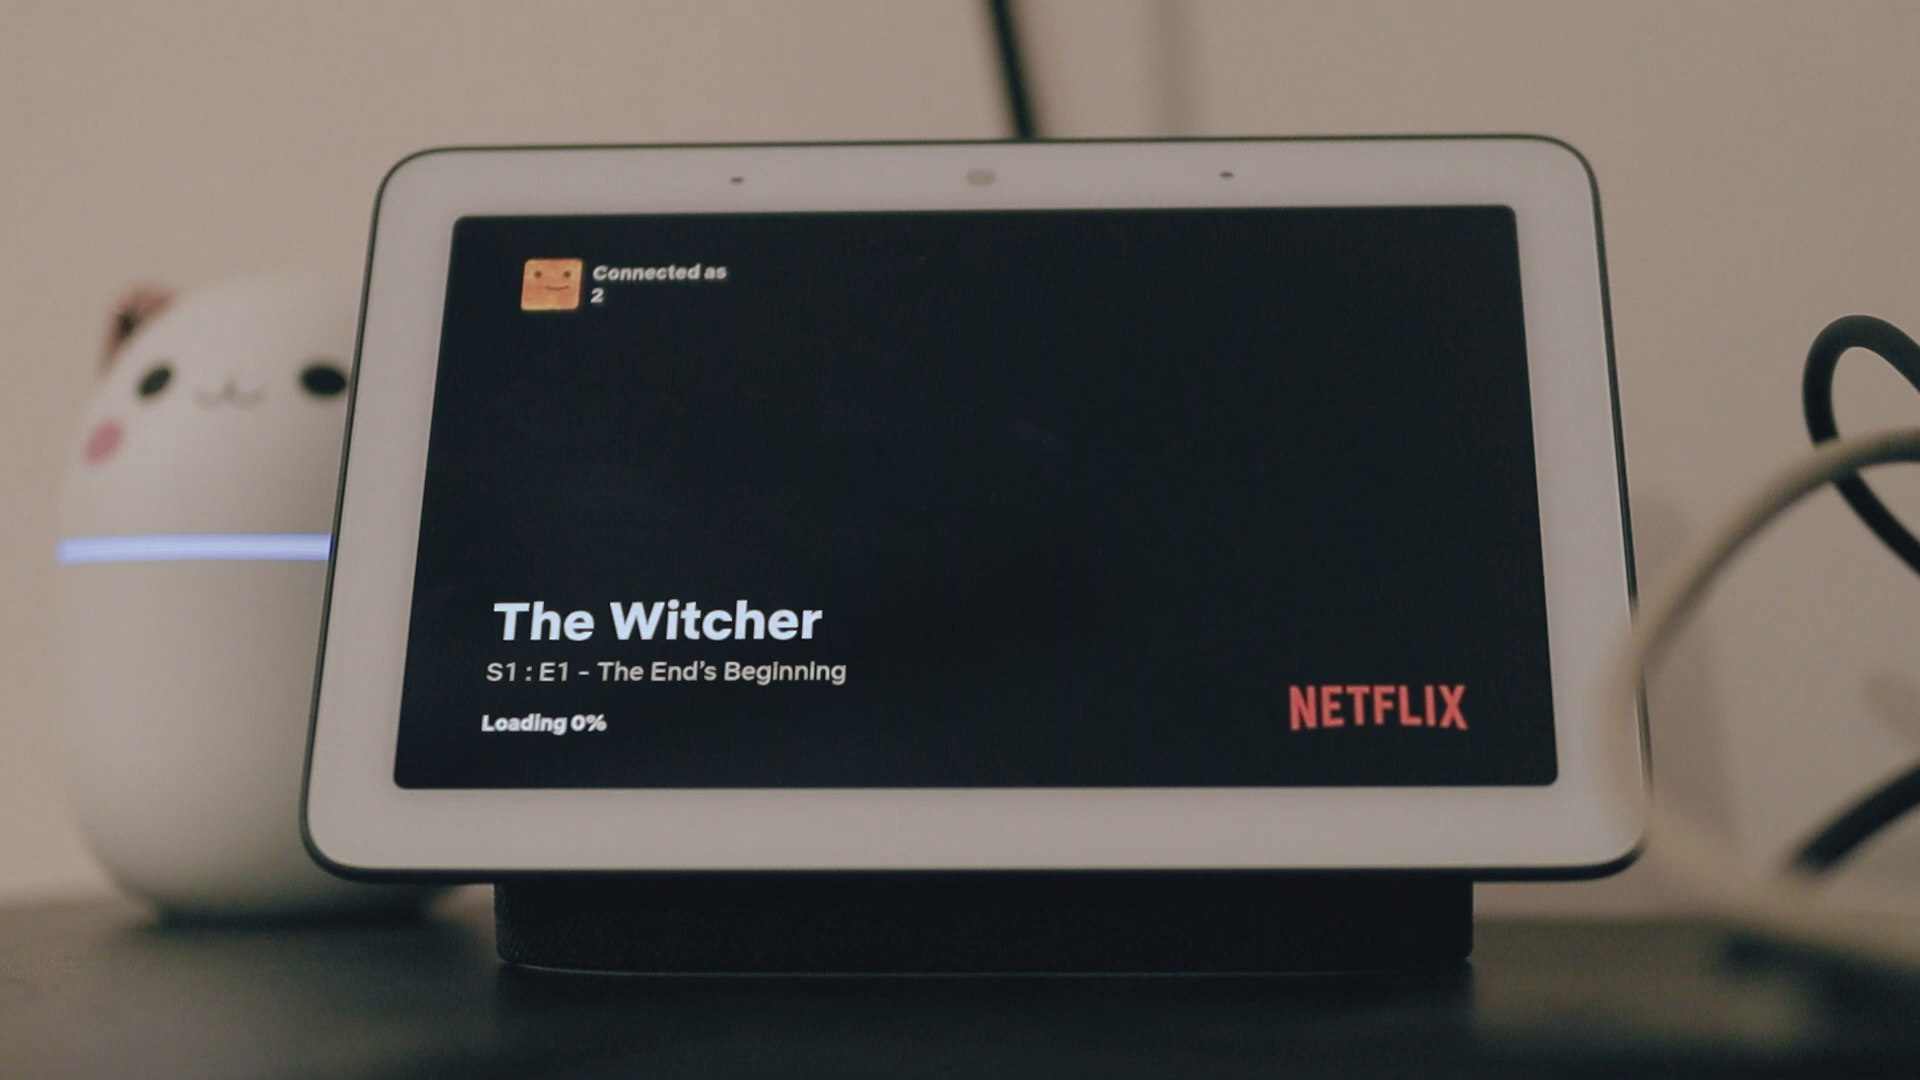 Connected as
2
The Witcher
S1 : E1 - The End's Beginning
Loading 0%
NETFLIX